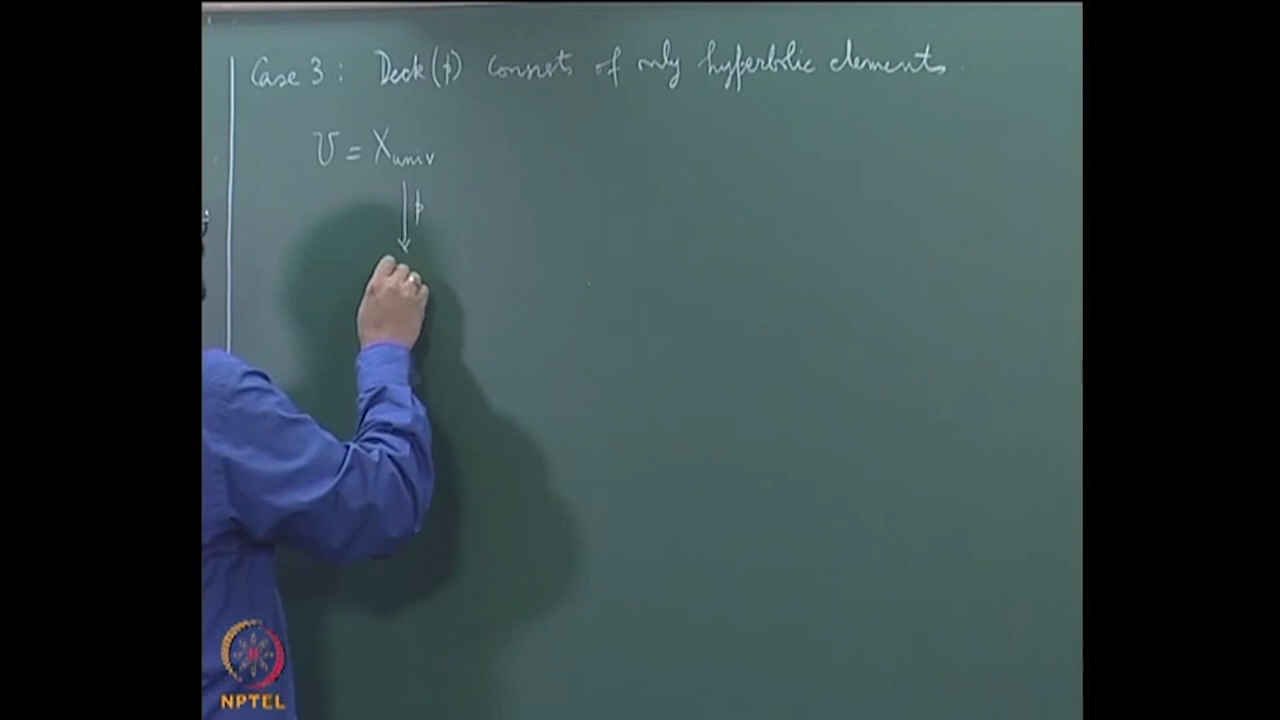 Case 3 : Deck(p) consists of only hyperbolic elements.
U = X_univ
↓ p
NPTEL